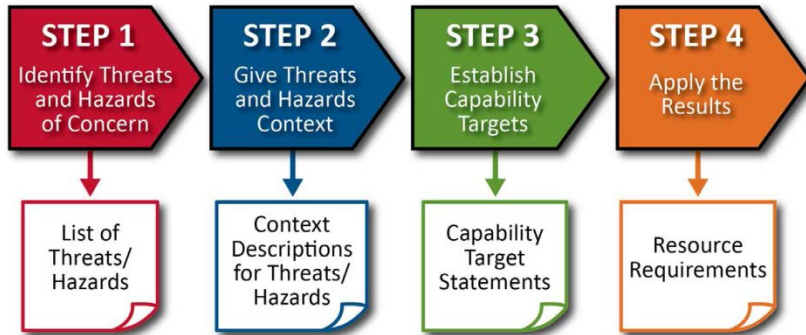 STEP 1
Identify Threats
and Hazards
of Concern
STEP 2
Give Threats
and Hazards
Context
STEP 3
Establish
Capability
Targets
STEP 4
Apply the
Results
List of
Threats/
Hazards
Context
Descriptions
for Threats/
Hazards
Capability
Target
Statements
Resource
Requirements